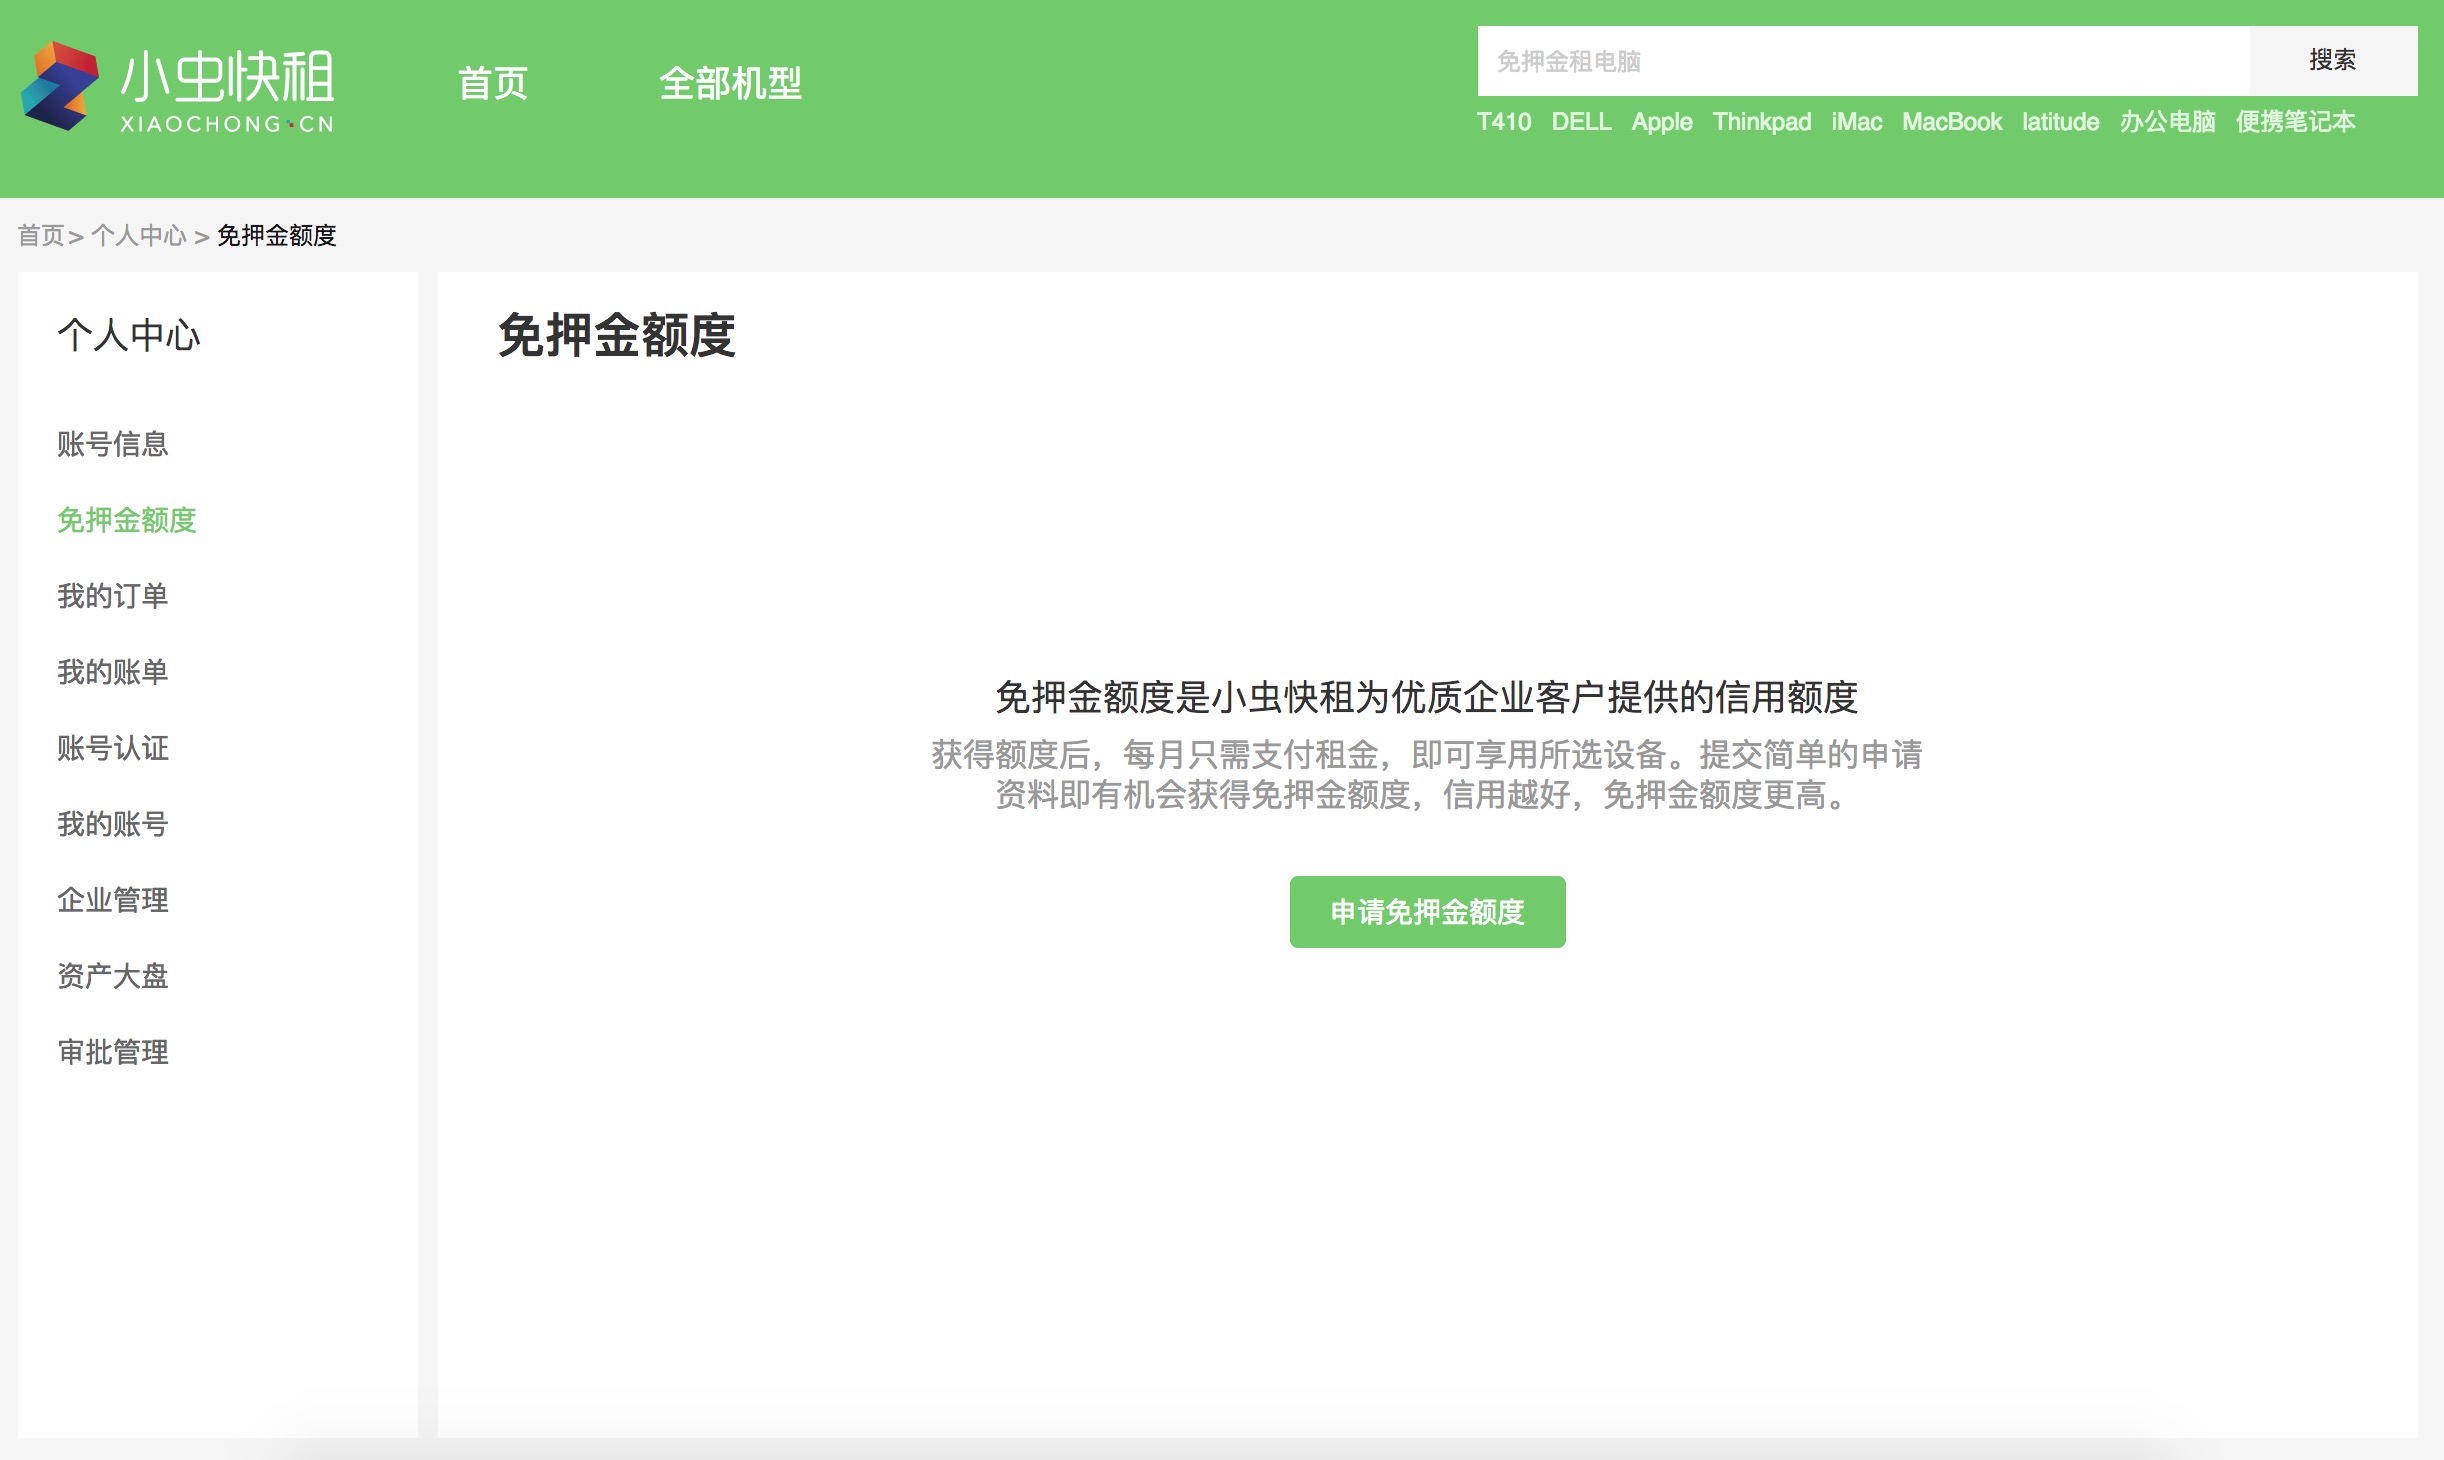 小虫快租
XIAOCHONG.CN
首页 全部机型
免押金租电脑 搜索
T410 DELL Apple Thinkpad iMac MacBook latitude 办公电脑 便携笔记本
首页 > 个人中心 > 免押金额度
个人中心
账号信息
免押金额度
我的订单
我的账单
账号认证
我的账号
企业管理
资产大盘
审批管理
免押金额度
免押金额度是小虫快租为优质企业客户提供的信用额度
获得额度后，每月只需支付租金，即可享用所选设备。提交简单的申请
资料即有机会获得免押金额度，信用越好，免押金额度更高。
申请免押金额度